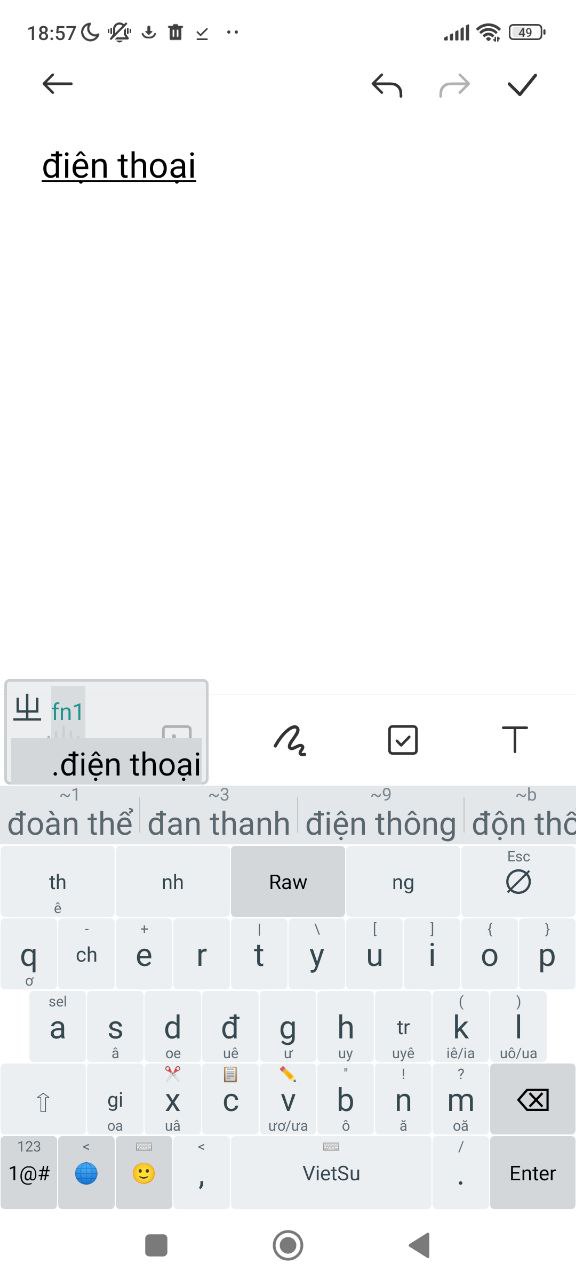 18:57 49
điện thoại
ㄓ fn1
.điện thoại
~1 ~3 ~9 ~b
đoàn thể đan thanh điện thông độn thổ
Esc
th nh Raw ng ∅
ê
- + | \ [ ] { }
q ch e r t y u i o p
ơ
sel ( )
a s d đ g h tr k l
â oe uê ư uy uyê iê/ia uô/ua
" ! ?
⇧ gi x c v b n m
oa uâ ươ/ưa ô ă oă
123 < < /
1@# , VietSu . Enter